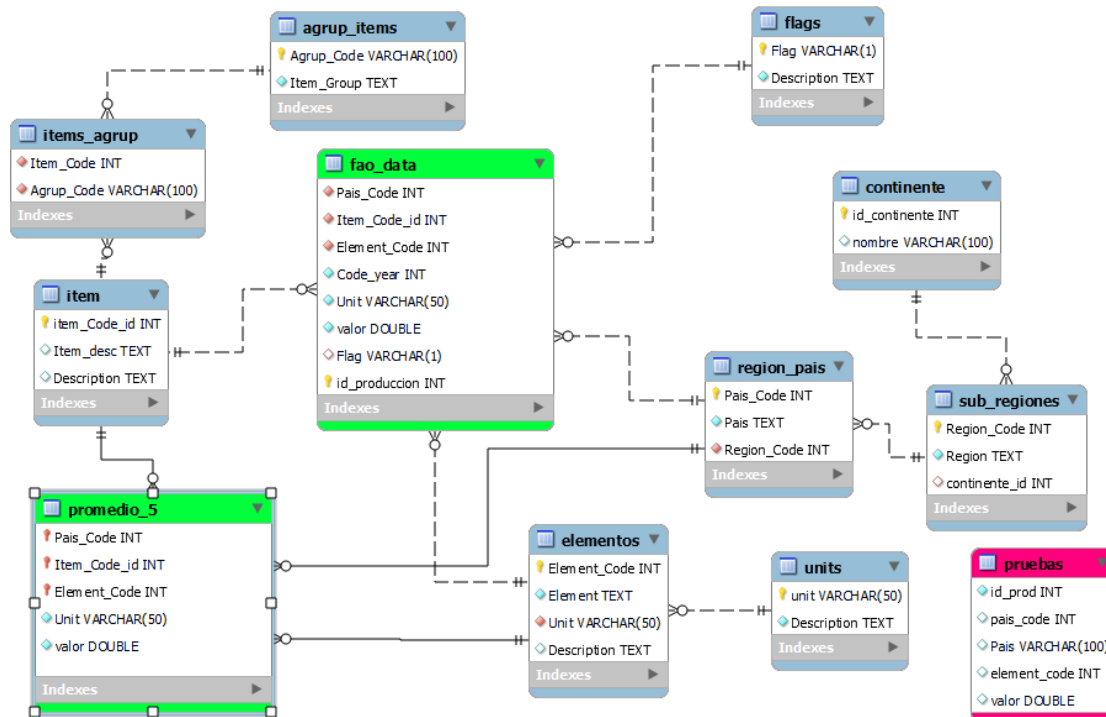 agrup_items
Agrup_Code VARCHAR(100)
Item_Group TEXT
Indexes
flags
Flag VARCHAR(1)
Description TEXT
Indexes
items_agrup
Item_Code INT
Agrup_Code VARCHAR(100)
Indexes
fao_data
Pais_Code INT
Item_Code_id INT
Element_Code INT
Code_year INT
Unit VARCHAR(50)
valor DOUBLE
Flag VARCHAR(1)
id_produccion INT
Indexes
continente
id_continente INT
nombre VARCHAR(100)
Indexes
item
item_Code_id INT
Item_desc TEXT
Description TEXT
Indexes
region_pais
Pais_Code INT
Pais TEXT
Region_Code INT
Indexes
sub_regiones
Region_Code INT
Region TEXT
continente_id INT
Indexes
promedio_5
Pais_Code INT
Item_Code_id INT
Element_Code INT
Unit VARCHAR(50)
valor DOUBLE
Indexes
elementos
Element_Code INT
Element TEXT
Unit VARCHAR(50)
Description TEXT
Indexes
units
unit VARCHAR(50)
Description TEXT
Indexes
pruebas
id_prod INT
pais_code INT
Pais VARCHAR(100)
element_code INT
valor DOUBLE